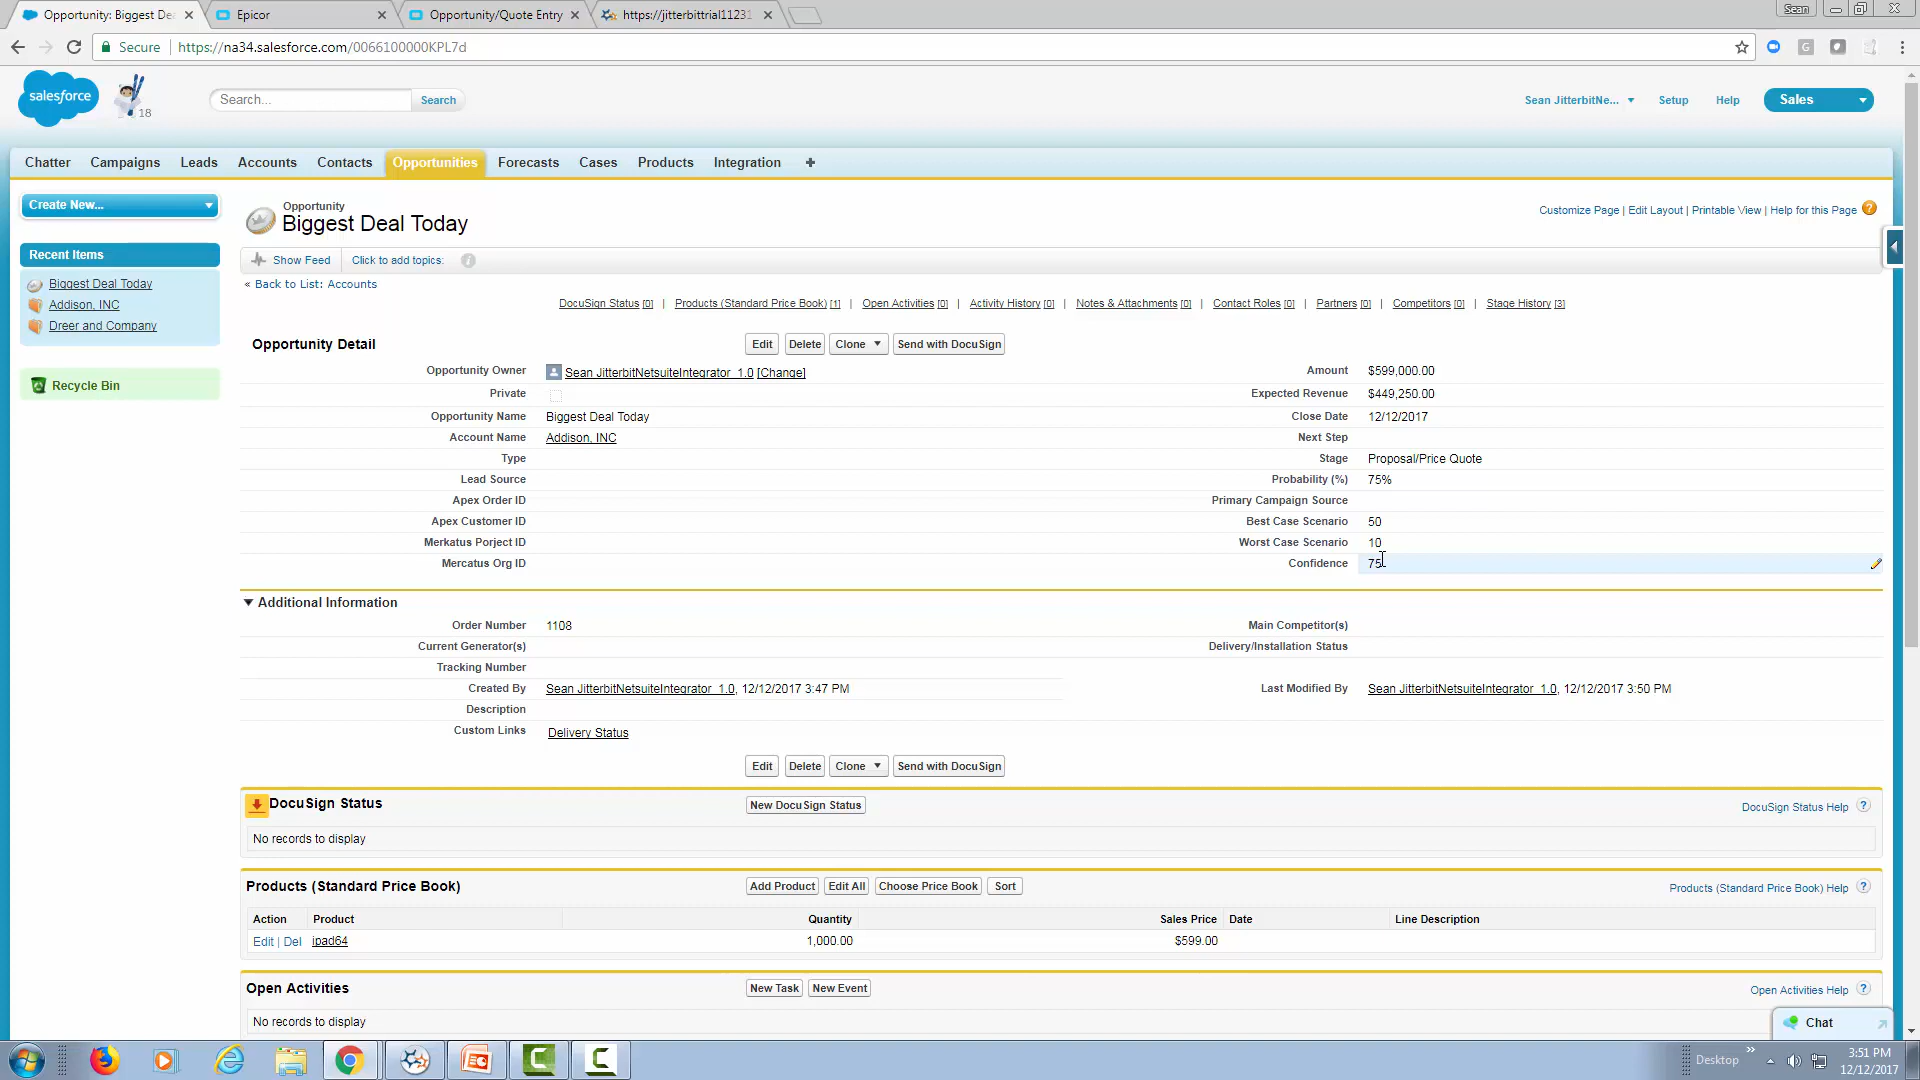 Opportunity: Biggest De
Epicor
Opportunity/Quote Entry
https://jitterbittrial11231
Sean
Secure
https://na34.salesforce.com/0066100000KPL7d
salesforce
18
Search...
Search
Sean JitterbitNe...
Setup
Help
Sales
Chatter
Campaigns
Leads
Accounts
Contacts
Opportunities
Forecasts
Cases
Products
Integration
Create New...
Recent Items
Biggest Deal Today
Addison, INC
Dreer and Company
Recycle Bin
Opportunity
Biggest Deal Today
Customize Page | Edit Layout | Printable View | Help for this Page
Show Feed
Click to add topics:
« Back to List: Accounts
DocuSign Status [0] | Products (Standard Price Book) [1] | Open Activities [0] | Activity History [0] | Notes & Attachments [0] | Contact Roles [0] | Partners [0] | Competitors [0] | Stage History [3]
Opportunity Detail
Edit Delete Clone Send with DocuSign
Opportunity Owner Sean JitterbitNetsuiteIntegrator_1.0 [Change] Amount $599,000.00
Private Expected Revenue $449,250.00
Opportunity Name Biggest Deal Today Close Date 12/12/2017
Account Name Addison, INC Next Step
Type Stage Proposal/Price Quote
Lead Source Probability (%) 75%
Apex Order ID Primary Campaign Source
Apex Customer ID Best Case Scenario 50
Merkatus Porject ID Worst Case Scenario 10
Mercatus Org ID Confidence 75
Additional Information
Order Number 1108 Main Competitor(s)
Current Generator(s) Delivery/Installation Status
Tracking Number
Created By Sean JitterbitNetsuiteIntegrator_1.0, 12/12/2017 3:47 PM Last Modified By Sean JitterbitNetsuiteIntegrator_1.0, 12/12/2017 3:50 PM
Description
Custom Links Delivery Status
Edit Delete Clone Send with DocuSign
DocuSign Status
New DocuSign Status
DocuSign Status Help ?
No records to display
Products (Standard Price Book)
Add Product Edit All Choose Price Book Sort
Products (Standard Price Book) Help ?
Action Product Quantity Sales Price Date Line Description
Edit | Del ipad64 1,000.00 $599.00
Open Activities
New Task New Event
Open Activities Help ?
No records to display
Chat
Desktop
3:51 PM
12/12/2017